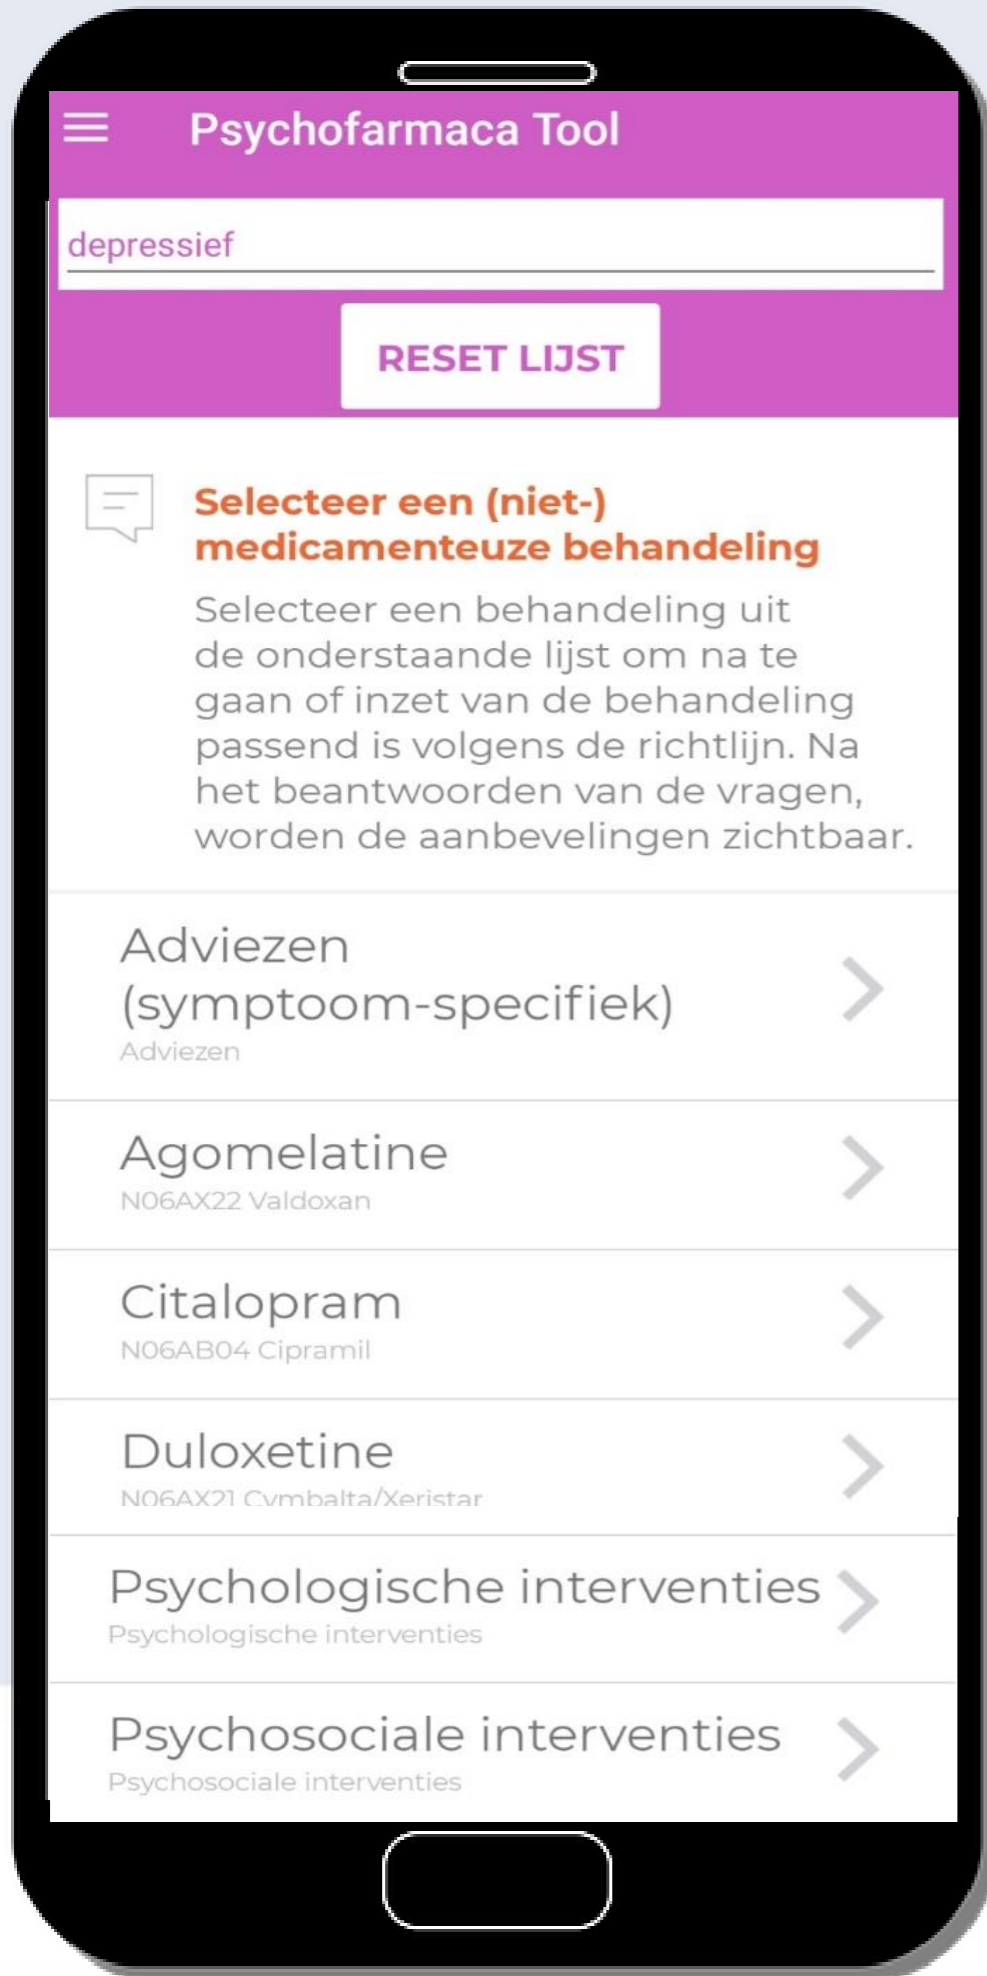 Psychofarmaca Tool
depressief
RESET LIJST
Selecteer een (niet-)
medicamenteuze behandeling
Selecteer een behandeling uit
de onderstaande lijst om na te
gaan of inzet van de behandeling
passend is volgens de richtlijn. Na
het beantwoorden van de vragen,
worden de aanbevelingen zichtbaar.
Adviezen
(symptoom-specifiek)
Adviezen
Agomelatine
N06AX22 Valdoxan
Citalopram
N06AB04 Cipramil
Duloxetine
N06AX21 Cymbalta/Xeristar
Psychologische interventies
Psychologische interventies
Psychosociale interventies
Psychosociale interventies